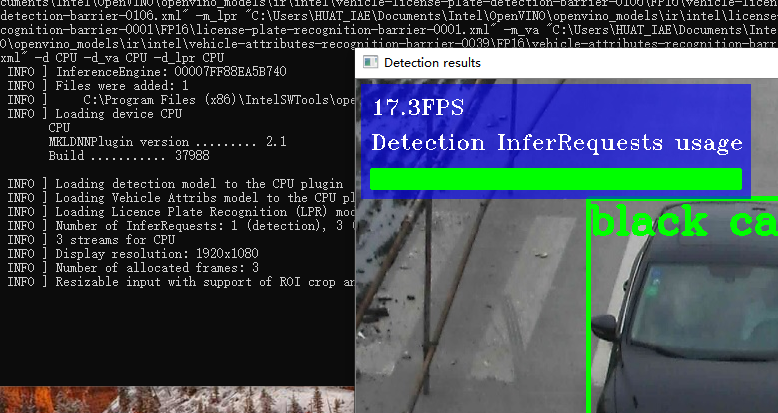 cuments\Intel\OpenVINO\openvino_models\ir\intel\vehicle-license-plate-detection-barrier-0106\FP16\vehicle-licen
detection-barrier-0106.xml" -m_lpr "C:\Users\HUAT_IAE\Documents\Intel\OpenVINO\openvino_models\ir\intel\license
cognition-barrier-0001\FP16\license-plate-recognition-barrier-0001.xml" -m_va "C:\Users\HUAT_IAE\Documents\Inte
O\openvino_models\ir\intel\vehicle-attributes-recognition-barrier-0039\FP16\vehicle-attributes-recognition-barr
xml" -d CPU -d_va CPU -d_lpr CPU
INFO ] InferenceEngine: 00007FF88EA5B740
INFO ] Files were added: 1
INFO ] C:\Program Files (x86)\IntelSWTools\ope
INFO ] Loading device CPU
CPU
MKLDNNPlugin version ......... 2.1
Build ........... 37988
INFO ] Loading detection model to the CPU plugin
INFO ] Loading Vehicle Attribs model to the CPU pl
INFO ] Loading Licence Plate Recognition (LPR) mod
INFO ] Number of InferRequests: 1 (detection), 3 (
INFO ] 3 streams for CPU
INFO ] Display resolution: 1920x1080
INFO ] Number of allocated frames: 3
INFO ] Resizable input with support of ROI crop an
Detection results
17.3FPS
Detection InferRequests usage
black ca